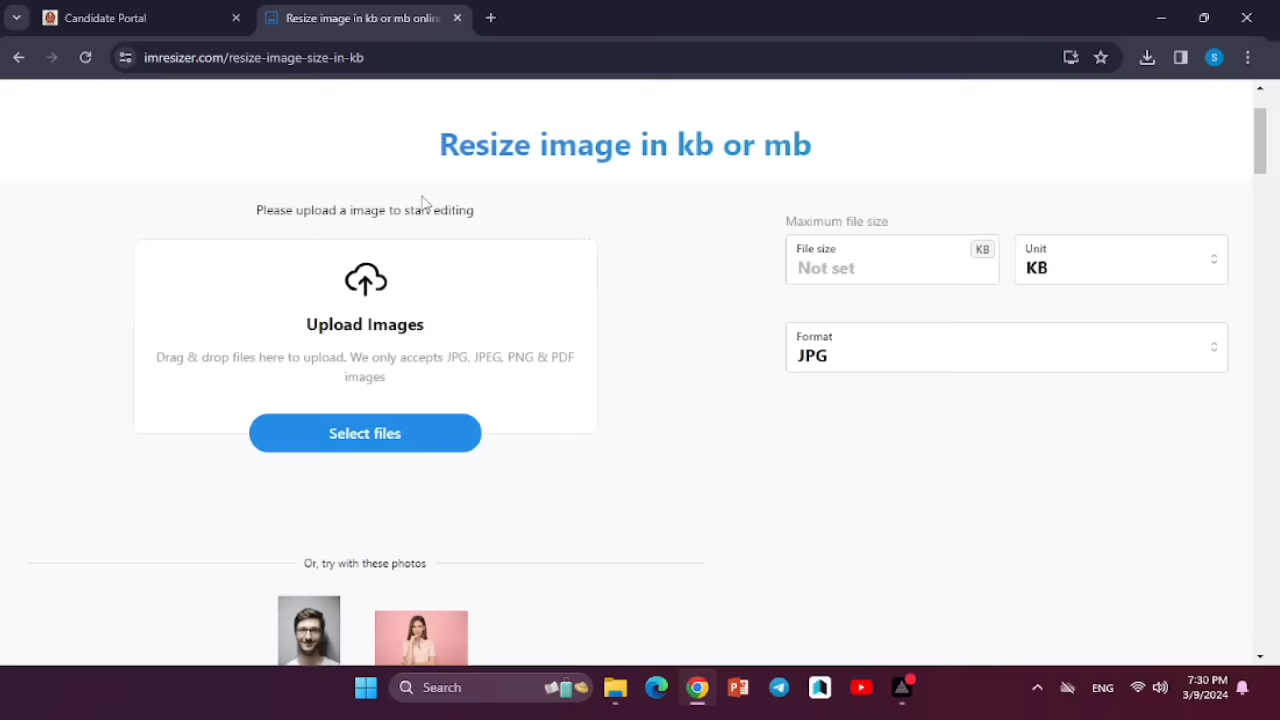 Candidate Portal
Resize image in kb or mb onlin
imresizer.com/resize-image-size-in-kb
S
Resize image in kb or mb
Please upload a image to start editing
Upload Images
Drag & drop files here to upload. We only accepts JPG, JPEG, PNG & PDF
images
Select files
Maximum file size
File size
KB
Not set
Unit
KB
Format
JPG
Or, try with these photos
Search
ENG
7:30 PM
3/9/2024